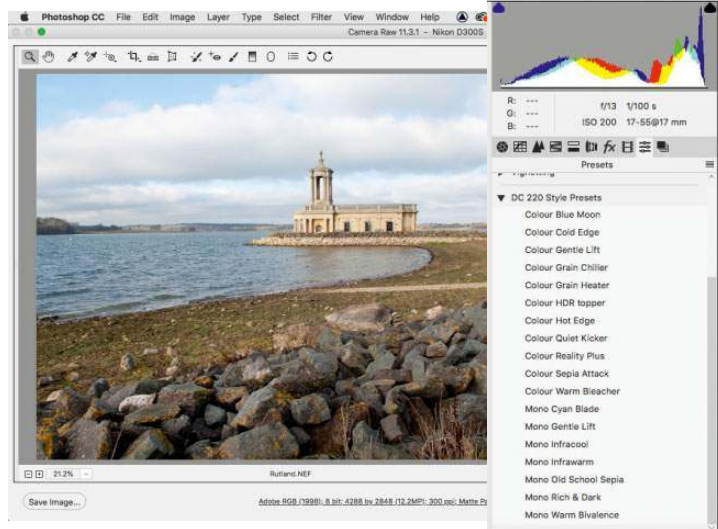 Photoshop CC File Edit Image Layer Type Select Filter View Window Help
Camera Raw 11.3.1 - Nikon D300S
21.2%
Rutland.NEF
Save Image...
Adobe RGB (1998); 8 bit; 4288 by 2848 (12.2MP); 300 ppi; Matte Pa
R: ---
G: ---
B: ---
f/13 1/100 s
ISO 200 17-55@17 mm
fx
Presets
DC 220 Style Presets
Colour Blue Moon
Colour Cold Edge
Colour Gentle Lift
Colour Grain Chiller
Colour Grain Heater
Colour HDR topper
Colour Hot Edge
Colour Quiet Kicker
Colour Reality Plus
Colour Sepia Attack
Colour Warm Bleacher
Mono Cyan Blade
Mono Gentle Lift
Mono Infracool
Mono Infrawarm
Mono Old School Sepia
Mono Rich & Dark
Mono Warm Bivalence